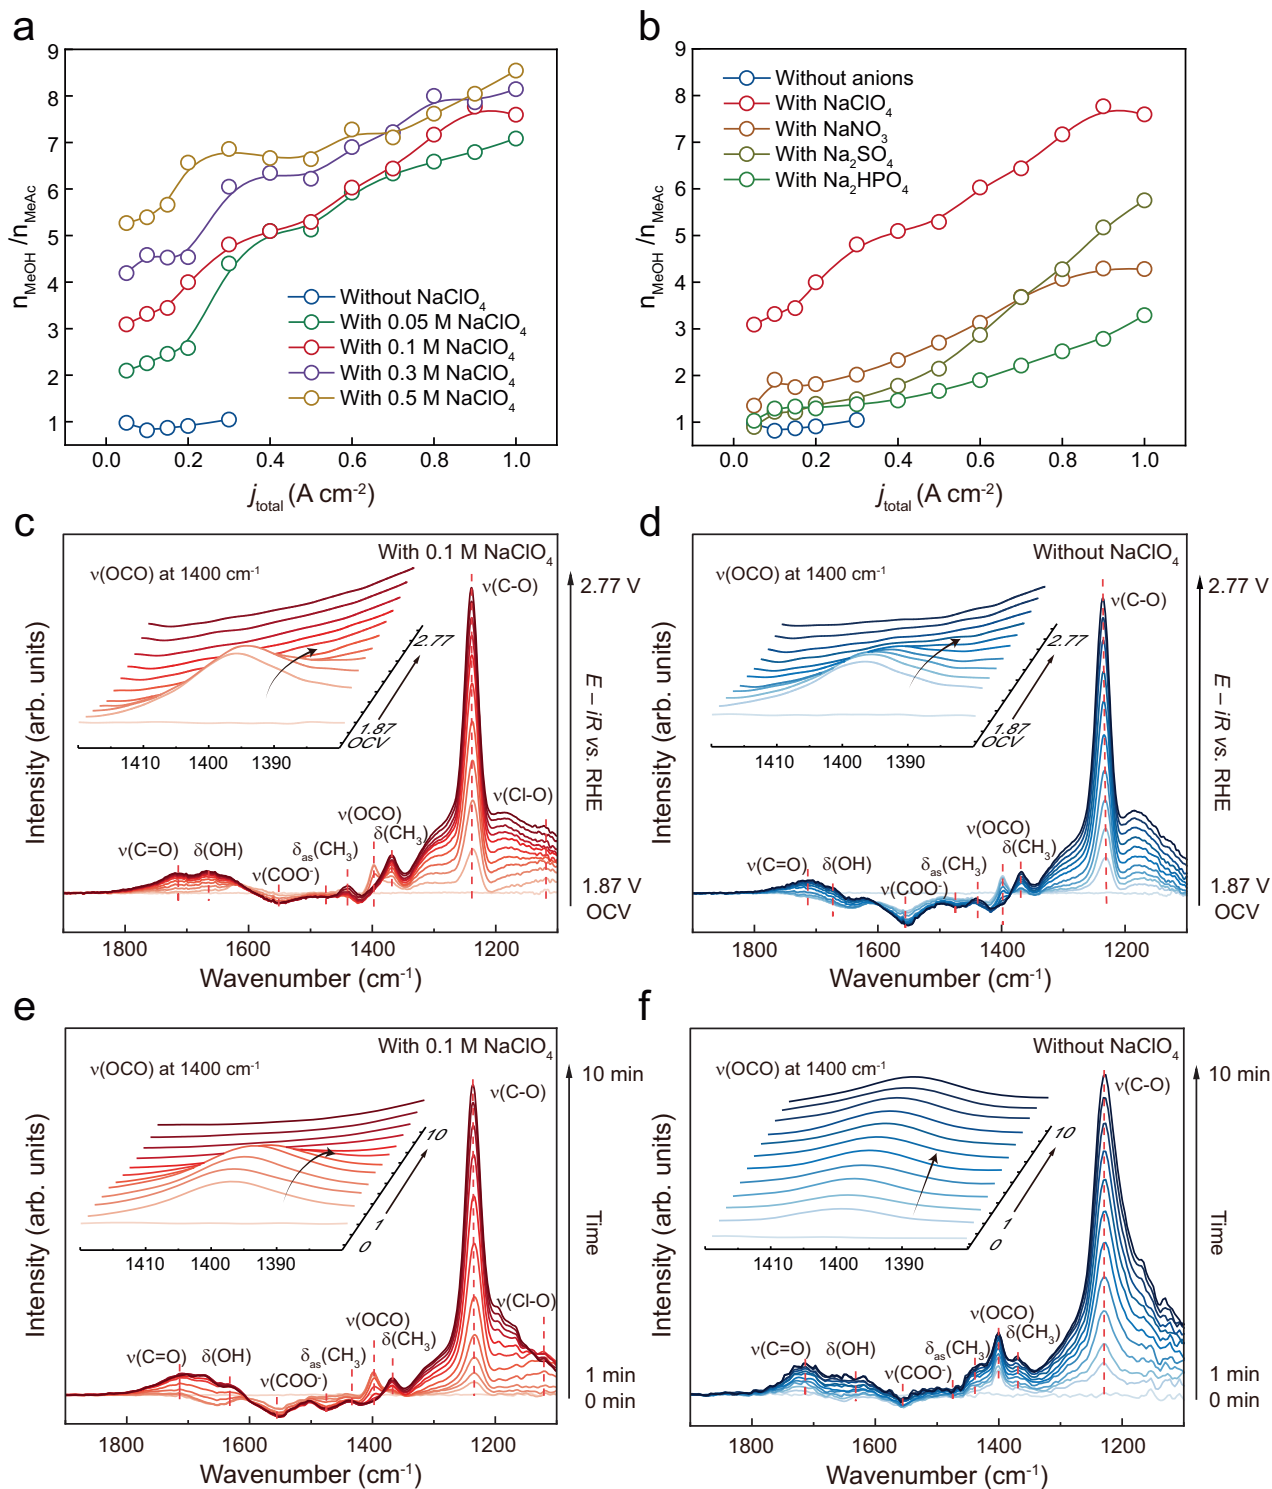 a
9
8
7
6
5
4
3
2
1
n_MeOH /n_MeAc
Without NaClO₄
With 0.05 M NaClO₄
With 0.1 M NaClO₄
With 0.3 M NaClO₄
With 0.5 M NaClO₄
0.0 0.2 0.4 0.6 0.8 1.0
j_total (A cm⁻²)
b
9
8
7
6
5
4
3
2
1
n_MeOH /n_MeAc
Without anions
With NaClO₄
With NaNO₃
With Na₂SO₄
With Na₂HPO₄
0.0 0.2 0.4 0.6 0.8 1.0
j_total (A cm⁻²)
c
With 0.1 M NaClO₄
ν(OCO) at 1400 cm⁻¹
ν(C-O)
2.77
1.87
OCV
1410 1400 1390
ν(Cl-O)
ν(OCO)
δ(CH₃)
δ_as(CH₃)
ν(C=O)
δ(OH)
ν(COO⁻)
2.77 V
E – iR vs. RHE
1.87 V
OCV
Intensity (arb. units)
1800 1600 1400 1200
Wavenumber (cm⁻¹)
d
Without NaClO₄
ν(OCO) at 1400 cm⁻¹
ν(C-O)
2.77
1.87
OCV
1410 1400 1390
ν(OCO)
δ(CH₃)
δ_as(CH₃)
ν(C=O)
δ(OH)
ν(COO⁻)
2.77 V
E – iR vs. RHE
1.87 V
OCV
Intensity (arb. units)
1800 1600 1400 1200
Wavenumber (cm⁻¹)
e
With 0.1 M NaClO₄
ν(OCO) at 1400 cm⁻¹
ν(C-O)
10
1
0
1410 1400 1390
ν(Cl-O)
ν(OCO)
δ(CH₃)
δ_as(CH₃)
ν(C=O)
δ(OH)
ν(COO⁻)
10 min
Time
1 min
0 min
Intensity (arb. units)
1800 1600 1400 1200
Wavenumber (cm⁻¹)
f
Without NaClO₄
ν(OCO) at 1400 cm⁻¹
ν(C-O)
10
1
0
1410 1400 1390
ν(OCO)
δ(CH₃)
δ_as(CH₃)
ν(C=O)
δ(OH)
ν(COO⁻)
10 min
Time
1 min
0 min
Intensity (arb. units)
1800 1600 1400 1200
Wavenumber (cm⁻¹)